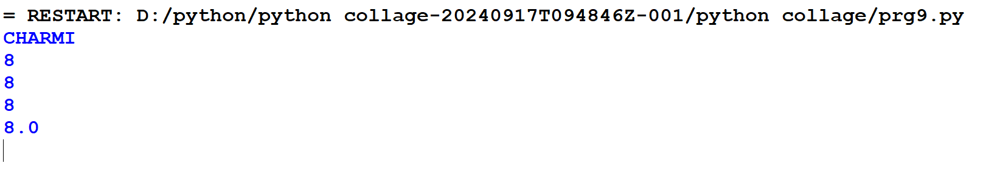 = RESTART: D:/python/python collage-20240917T094846Z-001/python collage/prg9.py
CHARMI
8
8
8
8.0